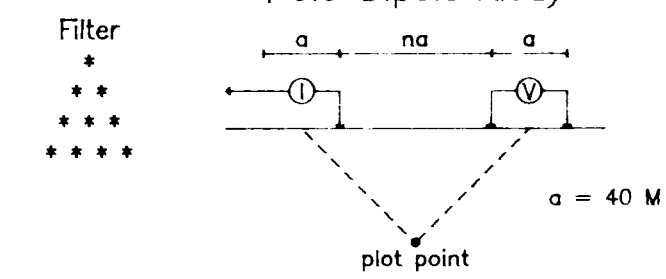 Filter
*
* *
* * *
* * * *
a na a
I V
a = 40 M
plot point